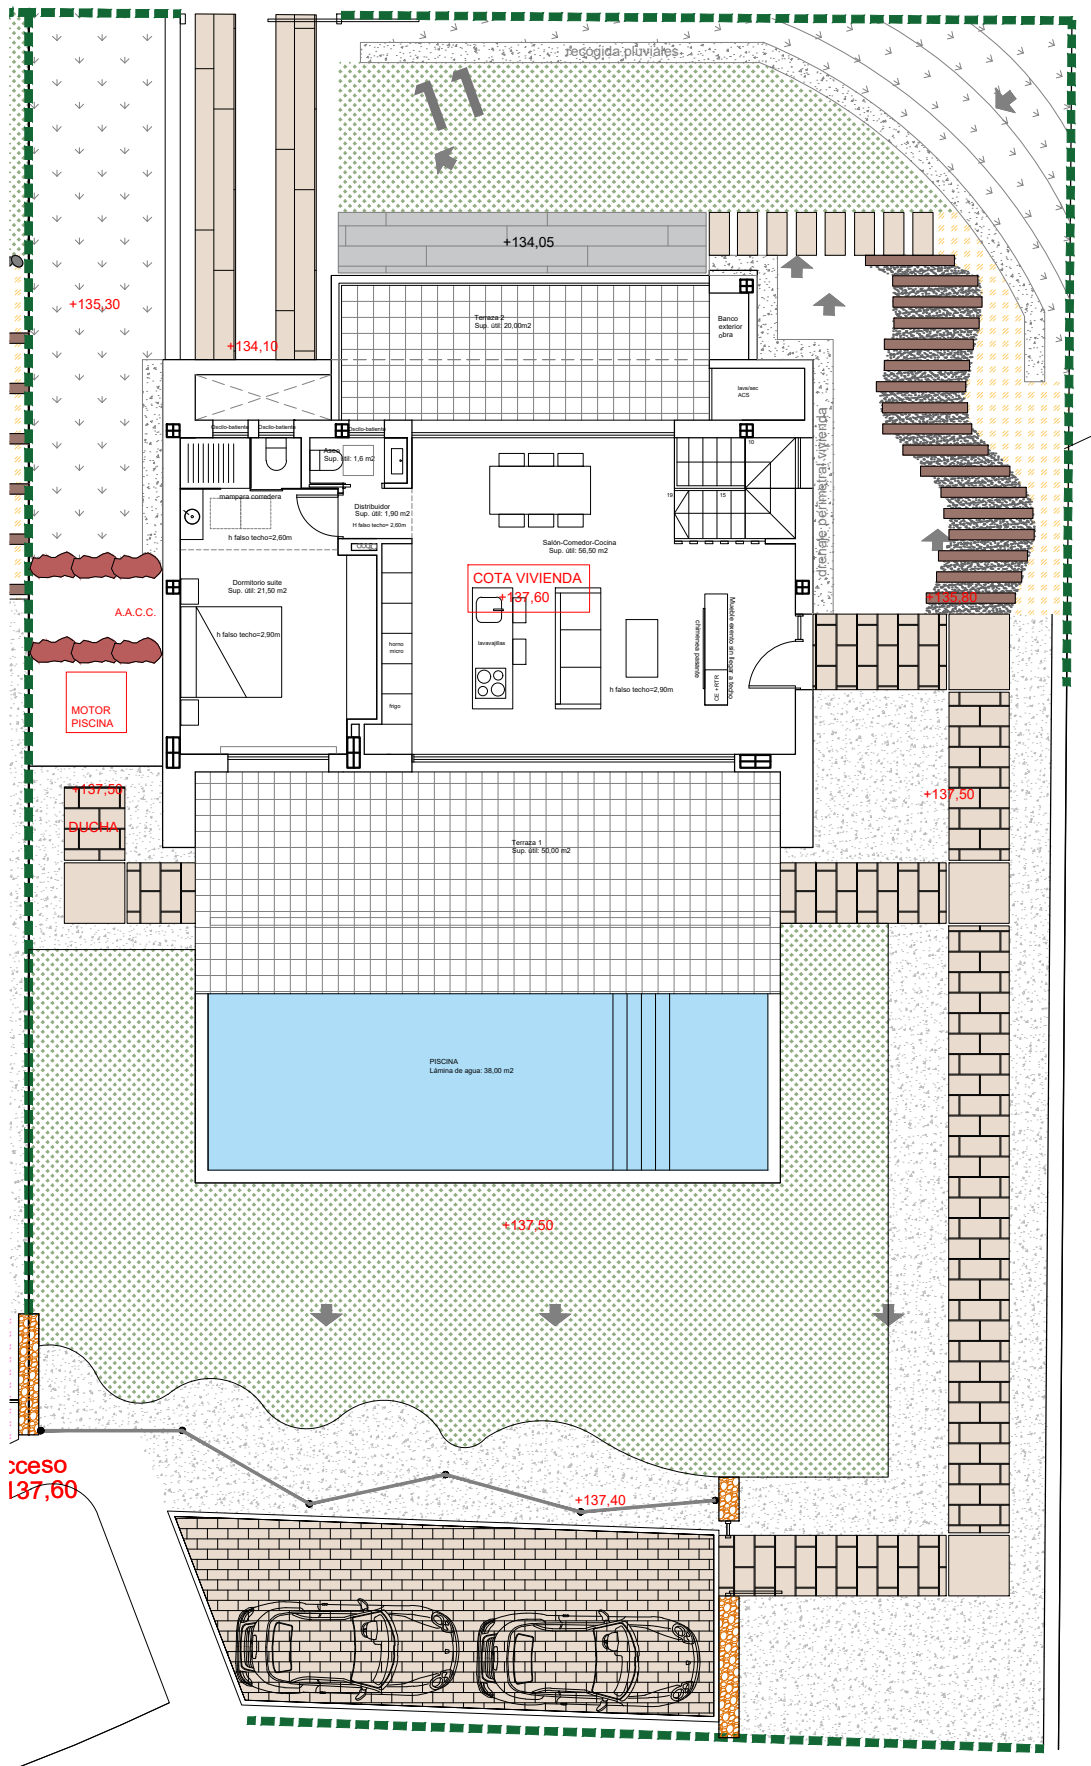 recogida pluviales
11
+134,05
+135,30
+134,10
Terraza 2
Sup. útil: 20,00m2
Banco
exterior
obra
lava/sec
ACS
Oscilo-batiente
Oscilo-batiente
Oscilo-batiente
Aseo
Sup. útil: 1,6 m2
10
19
15
mampara corredera
Distribuidor
Sup. útil: 1,90 m2
H falso techo= 2,60m
h falso techo=2,60m
Salón-Comedor-Cocina
Sup. útil: 56,50 m2
drenaje perimetral vivienda
COTA VIVIENDA
+137,60
Dormitorio suite
Sup. útil: 21,50 m2
+135,80
A.A.C.C.
h falso techo=2,90m
lavavajillas
horno
micro
Mueble exento sin llegar a techo
chimenea pasante
CE +RTR
h falso techo=2,90m
frigo
MOTOR
PISCINA
+137,50
+137,50
DUCHA
Terraza 1
Sup. útil: 50,00 m2
PISCINA
Lámina de agua: 38,00 m2
+137,50
cceso
137,60
+137,40